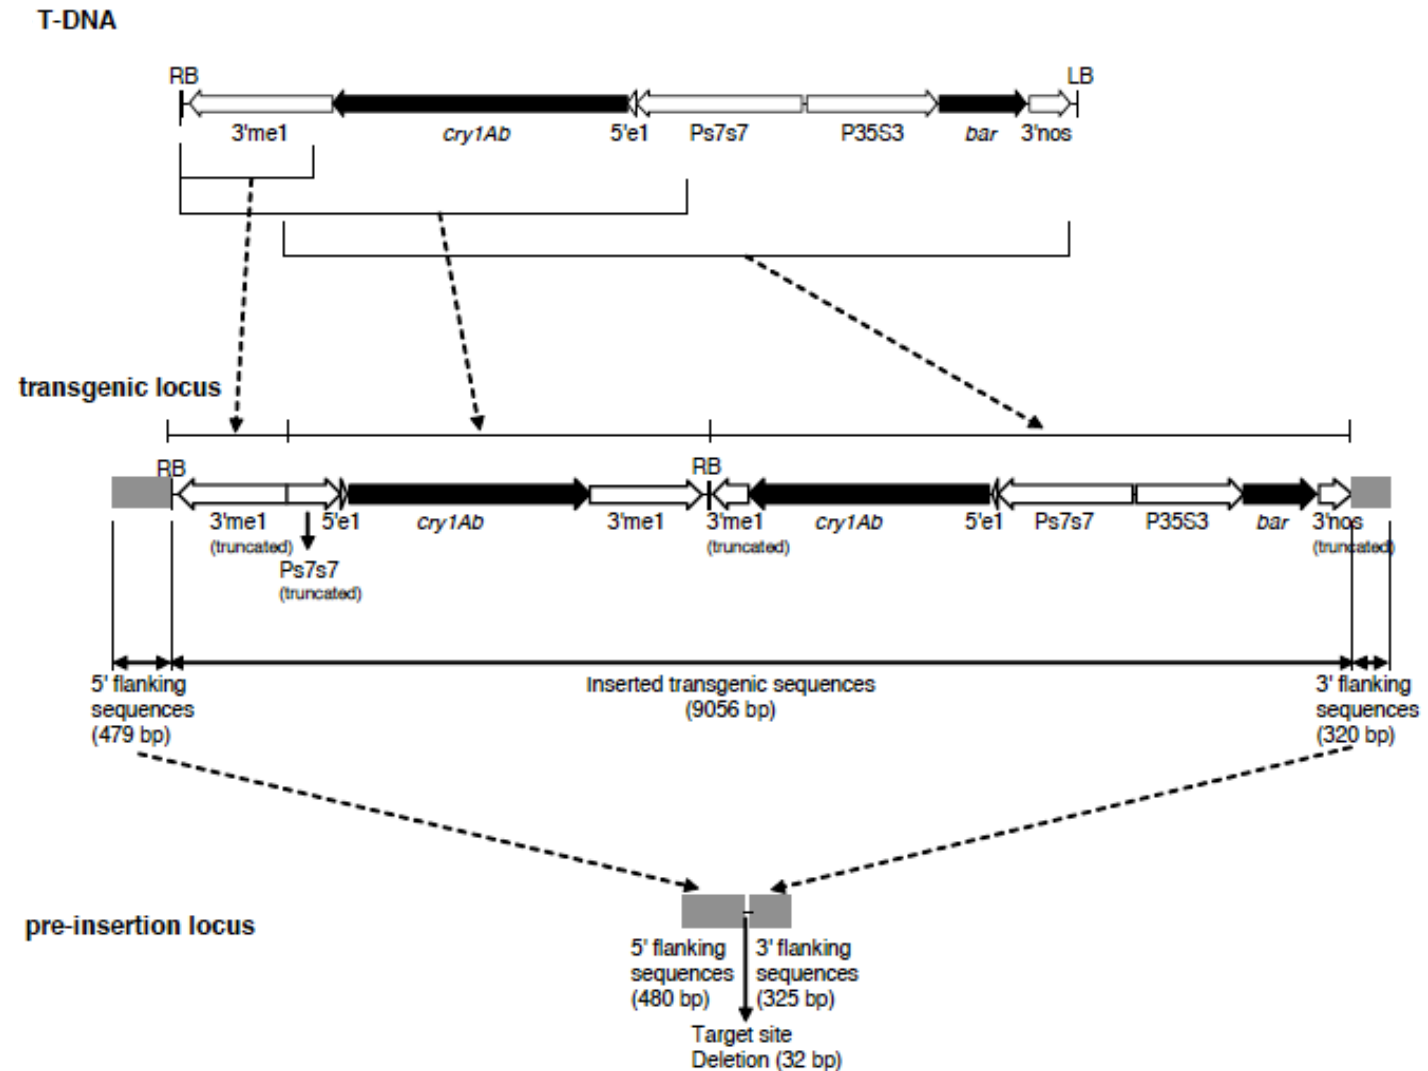 T-DNA
RB LB
3'me1 cry1Ab 5'e1 Ps7s7 P35S3 bar 3'nos
transgenic locus
RB RB
3'me1 5'e1 cry1Ab 3'me1 3'me1 cry1Ab 5'e1 Ps7s7 P35S3 bar 3'nos
(truncated) (truncated) (truncated)
Ps7s7
(truncated)
5' flanking
sequences
(479 bp)
Inserted transgenic sequences
(9056 bp)
3' flanking
sequences
(320 bp)
pre-insertion locus
5' flanking
sequences
(480 bp)
3' flanking
sequences
(325 bp)
Target site
Deletion (32 bp)